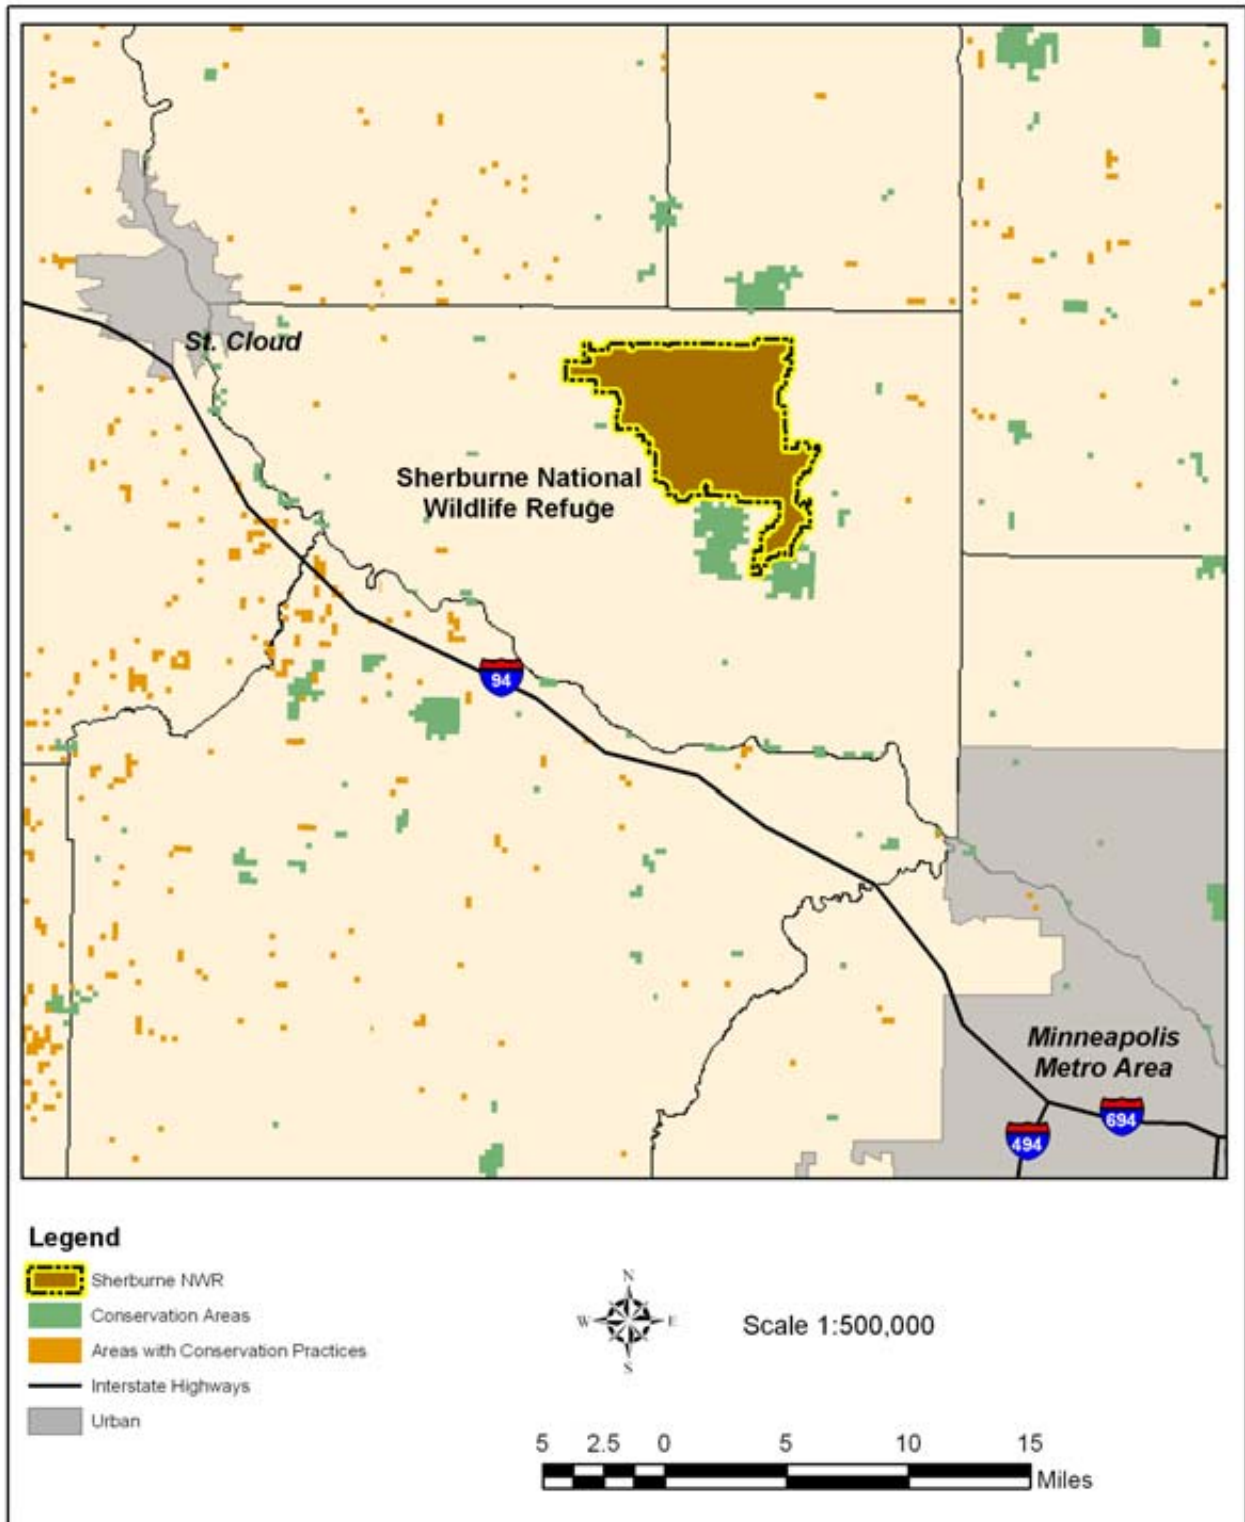 St. Cloud
Sherburne National
Wildlife Refuge
94
Minneapolis
Metro Area
694
494
Legend
Sherburne NWR
Conservation Areas
Areas with Conservation Practices
Interstate Highways
Urban
N
W E
S
Scale 1:500,000
5 2.5 0 5 10 15
Miles